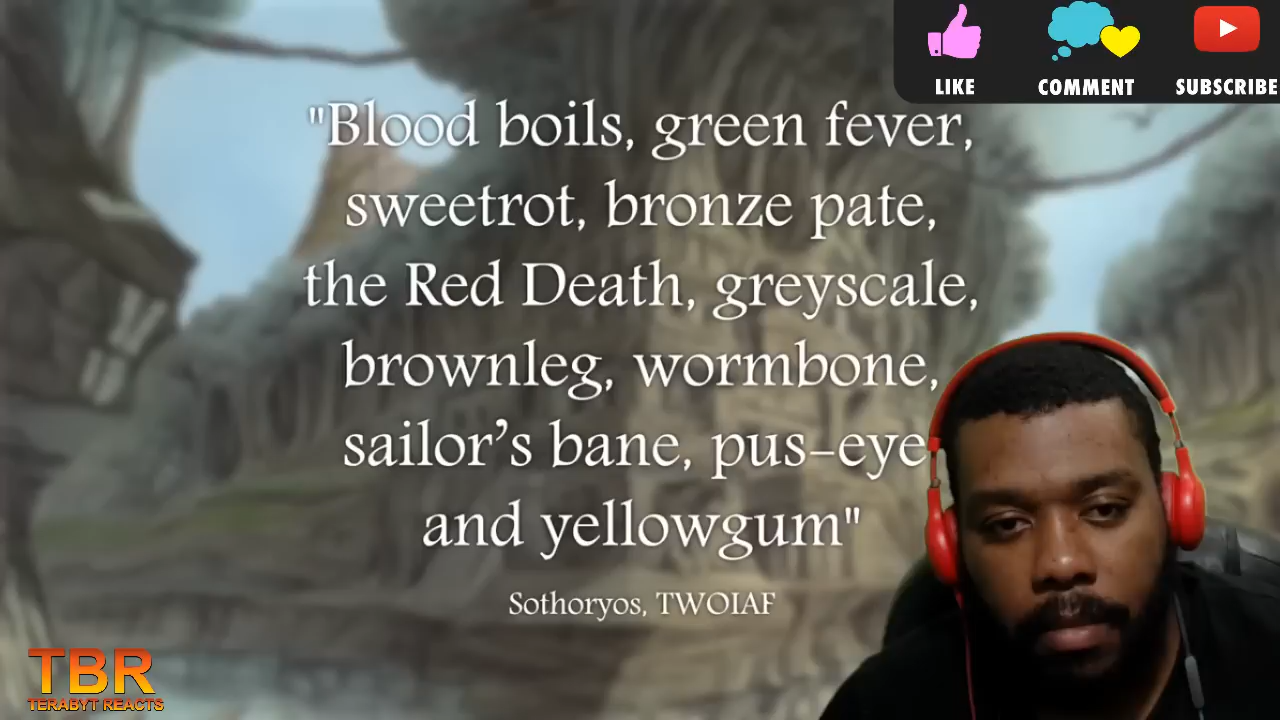 "Blood boils, green fever,
sweetrot, bronze pate,
the Red Death, greyscale,
brownleg, wormbone,
sailor’s bane, pus-eye
and yellowgum"
Sothoryos, TWOIAF
LIKE
COMMENT
SUBSCRIBE
TBR
TERABYT REACTS